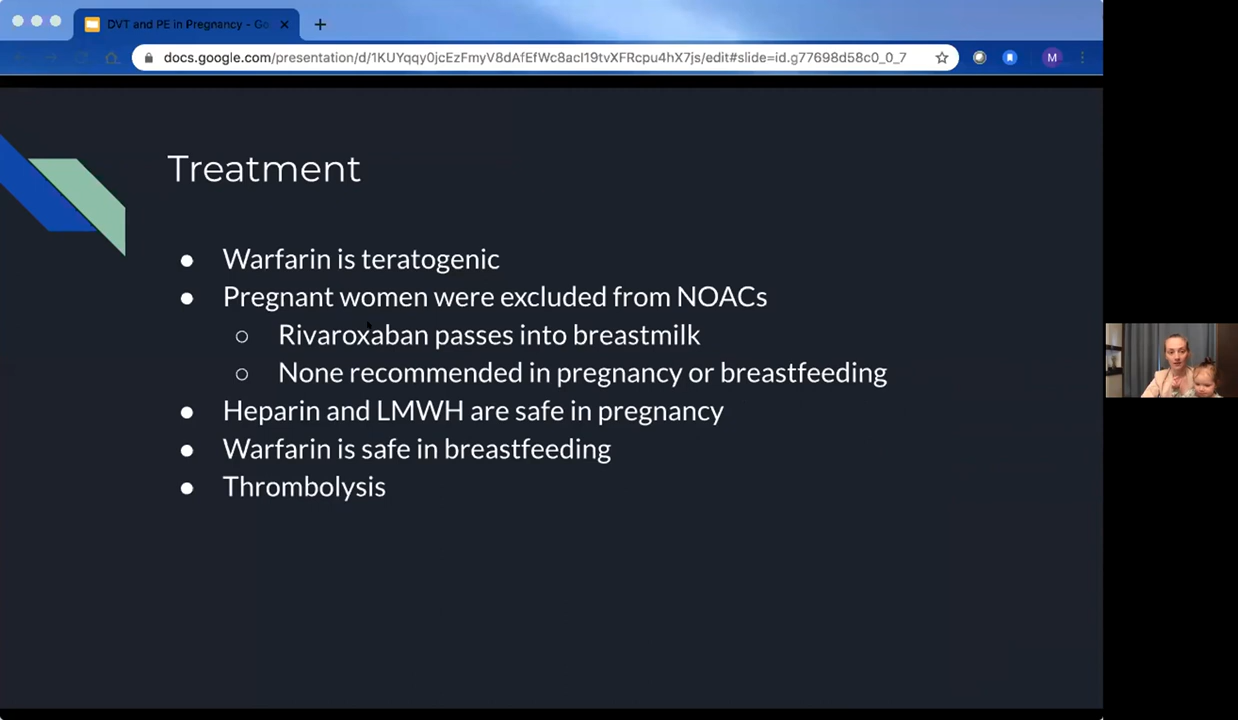 DVT and PE in Pregnancy - Go
docs.google.com/presentation/d/1KUYqqy0jcEzFmyV8dAfEfWc8acI19tvXFRcpu4hX7js/edit#slide=id.g77698d58c0_0_7
M
Treatment
● Warfarin is teratogenic
● Pregnant women were excluded from NOACs
○ Rivaroxaban passes into breastmilk
○ None recommended in pregnancy or breastfeeding
● Heparin and LMWH are safe in pregnancy
● Warfarin is safe in breastfeeding
● Thrombolysis